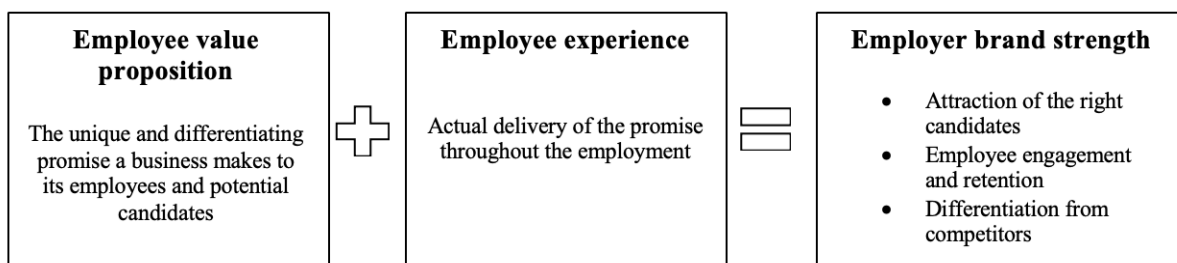 Employee value
proposition
The unique and differentiating
promise a business makes to
its employees and potential
candidates
Employee experience
Actual delivery of the promise
throughout the employment
Employer brand strength
• Attraction of the right
candidates
• Employee engagement
and retention
• Differentiation from
competitors